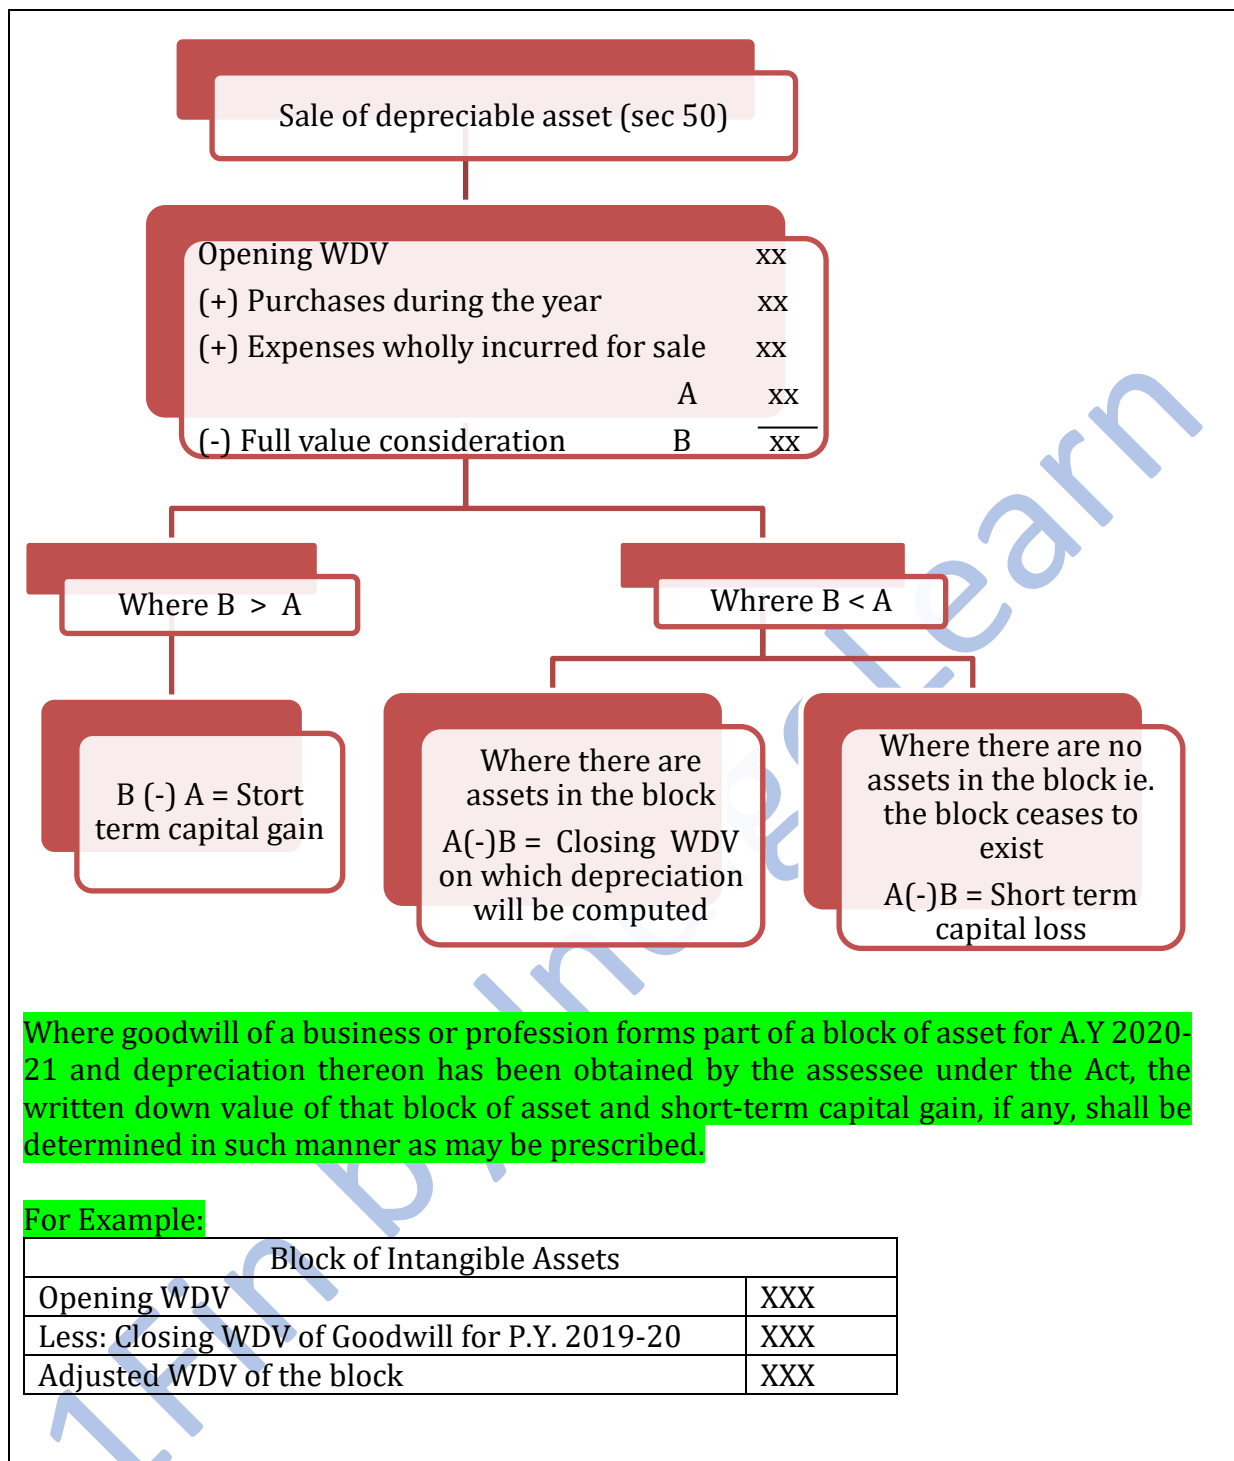 Sale of depreciable asset (sec 50)
Opening WDV xx
(+) Purchases during the year xx
(+) Expenses wholly incurred for sale xx
A xx
(-) Full value consideration B xx
Where B > A
Whrere B < A
B (-) A = Stort
term capital gain
Where there are
assets in the block
A(-)B = Closing WDV
on which depreciation
will be computed
Where there are no
assets in the block ie.
the block ceases to
exist
A(-)B = Short term
capital loss
Where goodwill of a business or profession forms part of a block of asset for A.Y 2020-
21 and depreciation thereon has been obtained by the assessee under the Act, the
written down value of that block of asset and short-term capital gain, if any, shall be
determined in such manner as may be prescribed.
For Example:
Block of Intangible Assets
Opening WDV XXX
Less: Closing WDV of Goodwill for P.Y. 2019-20 XXX
Adjusted WDV of the block XXX